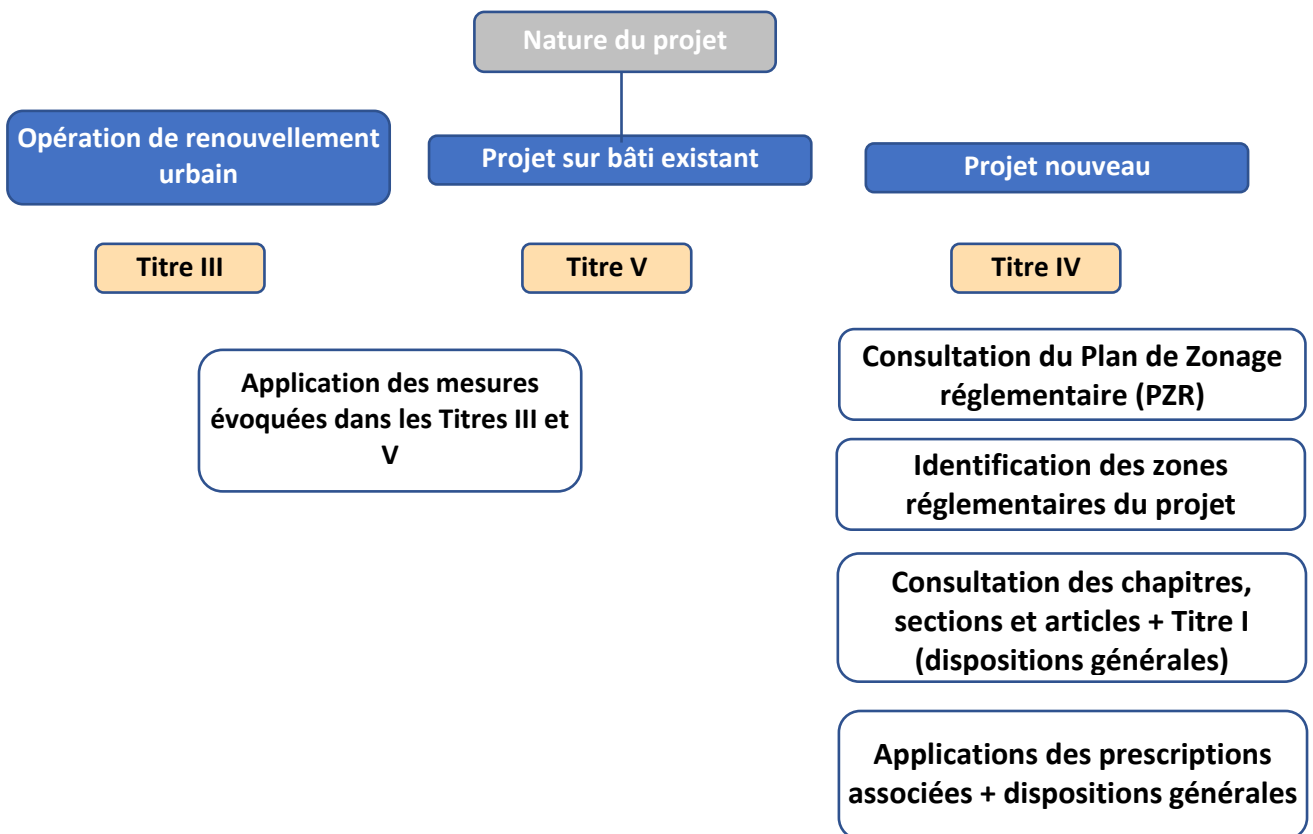 Nature du projet
Opération de renouvellement
urbain
Projet sur bâti existant
Projet nouveau
Titre III
Titre V
Titre IV
Application des mesures
évoquées dans les Titres III et
V
Consultation du Plan de Zonage
réglementaire (PZR)
Identification des zones
réglementaires du projet
Consultation des chapitres,
sections et articles + Titre I
(dispositions générales)
Applications des prescriptions
associées + dispositions générales